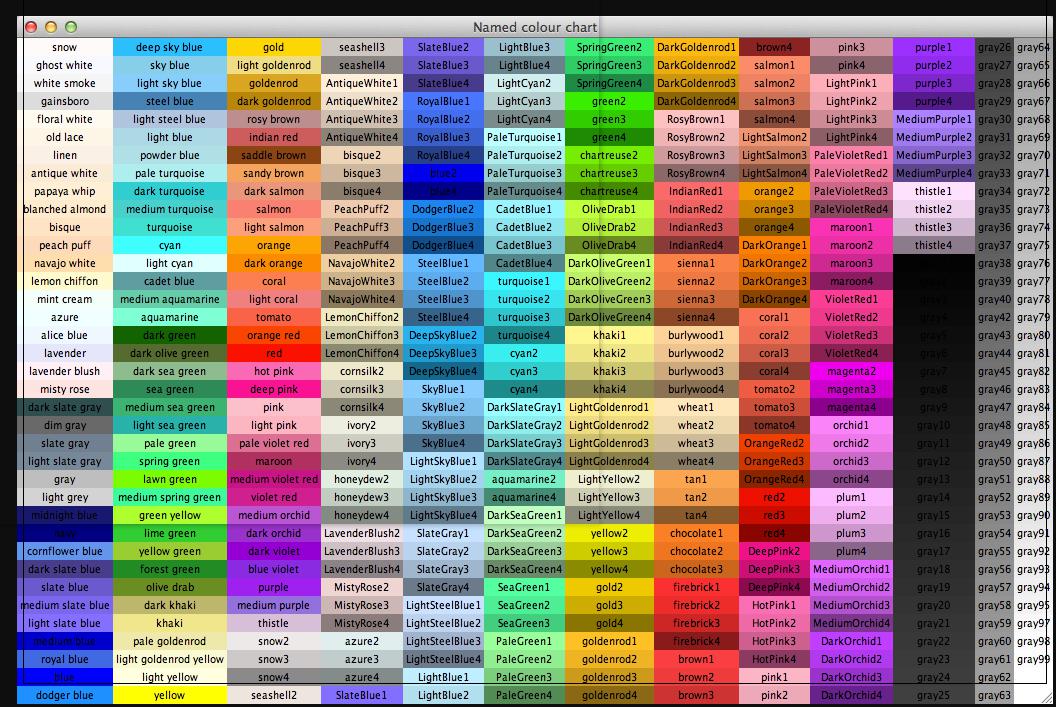 Named colour chart
snow deep sky blue gold seashell3 SlateBlue2 LightBlue3 SpringGreen2 DarkGoldenrod1 brown4 pink3 purple1 gray26 gray64
ghost white sky blue light goldenrod seashell4 SlateBlue3 LightBlue4 SpringGreen3 DarkGoldenrod2 salmon1 pink4 purple2 gray27 gray65
white smoke light sky blue goldenrod AntiqueWhite1 SlateBlue4 LightCyan2 SpringGreen4 DarkGoldenrod3 salmon2 LightPink1 purple3 gray28 gray66
gainsboro steel blue dark goldenrod AntiqueWhite2 RoyalBlue1 LightCyan3 green2 DarkGoldenrod4 salmon3 LightPink2 purple4 gray29 gray67
floral white light steel blue rosy brown AntiqueWhite3 RoyalBlue2 LightCyan4 green3 RosyBrown1 salmon4 LightPink3 MediumPurple1 gray30 gray68
old lace light blue indian red AntiqueWhite4 RoyalBlue3 PaleTurquoise1 green4 RosyBrown2 LightSalmon2 LightPink4 MediumPurple2 gray31 gray69
linen powder blue saddle brown bisque2 RoyalBlue4 PaleTurquoise2 chartreuse2 RosyBrown3 LightSalmon3 PaleVioletRed1 MediumPurple3 gray32 gray70
antique white pale turquoise sandy brown bisque3 blue2 PaleTurquoise3 chartreuse3 RosyBrown4 LightSalmon4 PaleVioletRed2 MediumPurple4 gray33 gray71
papaya whip dark turquoise dark salmon bisque4 blue4 PaleTurquoise4 chartreuse4 IndianRed1 orange2 PaleVioletRed3 thistle1 gray34 gray72
blanched almond medium turquoise salmon PeachPuff2 DodgerBlue2 CadetBlue1 OliveDrab1 IndianRed2 orange3 PaleVioletRed4 thistle2 gray35 gray73
bisque turquoise light salmon PeachPuff3 DodgerBlue3 CadetBlue2 OliveDrab2 IndianRed3 orange4 maroon1 thistle3 gray36 gray74
peach puff cyan orange PeachPuff4 DodgerBlue4 CadetBlue3 OliveDrab4 IndianRed4 DarkOrange1 maroon2 thistle4 gray37 gray75
navajo white light cyan dark orange NavajoWhite2 SteelBlue1 CadetBlue4 DarkOliveGreen1 sienna1 DarkOrange2 maroon3 gray38 gray76
lemon chiffon cadet blue coral NavajoWhite3 SteelBlue2 turquoise1 DarkOliveGreen2 sienna2 DarkOrange3 maroon4 gray2 gray39 gray77
mint cream medium aquamarine light coral NavajoWhite4 SteelBlue3 turquoise2 DarkOliveGreen3 sienna3 DarkOrange4 VioletRed1 gray3 gray40 gray78
azure aquamarine tomato LemonChiffon2 SteelBlue4 turquoise3 DarkOliveGreen4 sienna4 coral1 VioletRed2 gray4 gray42 gray79
alice blue dark green orange red LemonChiffon3 DeepSkyBlue2 turquoise4 khaki1 burlywood1 coral2 VioletRed3 gray5 gray43 gray80
lavender dark olive green red LemonChiffon4 DeepSkyBlue3 cyan2 khaki2 burlywood2 coral3 VioletRed4 gray6 gray44 gray81
lavender blush dark sea green hot pink cornsilk2 DeepSkyBlue4 cyan3 khaki3 burlywood3 coral4 magenta2 gray7 gray45 gray82
misty rose sea green deep pink cornsilk3 SkyBlue1 cyan4 khaki4 burlywood4 tomato2 magenta3 gray8 gray46 gray83
dark slate gray medium sea green pink cornsilk4 SkyBlue2 DarkSlateGray1 LightGoldenrod1 wheat1 tomato3 magenta4 gray9 gray47 gray84
dim gray light sea green light pink ivory2 SkyBlue3 DarkSlateGray2 LightGoldenrod2 wheat2 tomato4 orchid1 gray10 gray48 gray85
slate gray pale green pale violet red ivory3 SkyBlue4 DarkSlateGray3 LightGoldenrod3 wheat3 OrangeRed2 orchid2 gray11 gray49 gray86
light slate gray spring green maroon ivory4 LightSkyBlue1 DarkSlateGray4 LightGoldenrod4 wheat4 OrangeRed3 orchid3 gray12 gray50 gray87
gray lawn green medium violet red honeydew2 LightSkyBlue2 aquamarine2 LightYellow2 tan1 OrangeRed4 orchid4 gray13 gray51 gray88
light grey medium spring green violet red honeydew3 LightSkyBlue3 aquamarine4 LightYellow3 tan2 red2 plum1 gray14 gray52 gray89
midnight blue green yellow medium orchid honeydew4 LightSkyBlue4 DarkSeaGreen1 LightYellow4 tan4 red3 plum2 gray15 gray53 gray90
navy lime green dark orchid LavenderBlush2 SlateGray1 DarkSeaGreen2 yellow2 chocolate1 red4 plum3 gray16 gray54 gray91
cornflower blue yellow green dark violet LavenderBlush3 SlateGray2 DarkSeaGreen3 yellow3 chocolate2 DeepPink2 plum4 gray17 gray55 gray92
dark slate blue forest green blue violet LavenderBlush4 SlateGray3 DarkSeaGreen4 yellow4 chocolate3 DeepPink3 MediumOrchid1 gray18 gray56 gray93
slate blue olive drab purple MistyRose2 SlateGray4 SeaGreen1 gold2 firebrick1 DeepPink4 MediumOrchid2 gray19 gray57 gray94
medium slate blue dark khaki medium purple MistyRose3 LightSteelBlue1 SeaGreen2 gold3 firebrick2 HotPink1 MediumOrchid3 gray20 gray58 gray95
light slate blue khaki thistle MistyRose4 LightSteelBlue2 SeaGreen3 gold4 firebrick3 HotPink2 MediumOrchid4 gray21 gray59 gray97
medium blue pale goldenrod snow2 azure2 LightSteelBlue3 PaleGreen1 goldenrod1 firebrick4 HotPink3 DarkOrchid1 gray22 gray60 gray98
royal blue light goldenrod yellow snow3 azure3 LightSteelBlue4 PaleGreen2 goldenrod2 brown1 HotPink4 DarkOrchid2 gray23 gray61 gray99
blue light yellow snow4 azure4 LightBlue1 PaleGreen3 goldenrod3 brown2 pink1 DarkOrchid3 gray24 gray62
dodger blue yellow seashell2 SlateBlue1 LightBlue2 PaleGreen4 goldenrod4 brown3 pink2 DarkOrchid4 gray25 gray63